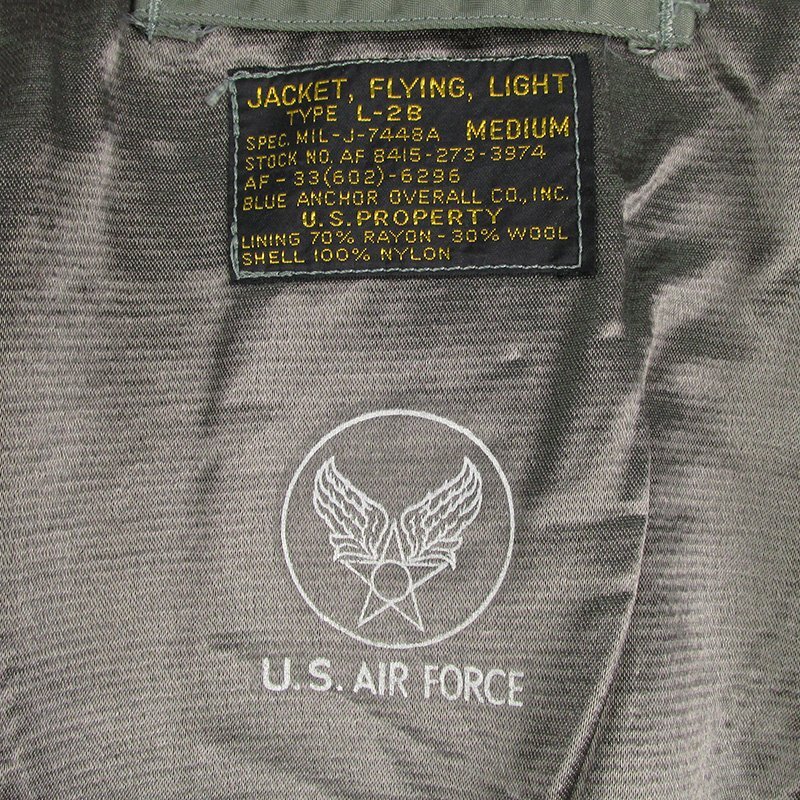 JACKET, FLYING, LIGHT
TYPE L-2B
SPEC. MIL-J-7448A MEDIUM
STOCK NO. AF 8415-273-3974
AF-33(602)-6296
BLUE ANCHOR OVERALL CO., INC.
U.S. PROPERTY
LINING 70% RAYON - 30% WOOL
SHELL 100% NYLON
U.S. AIR FORCE